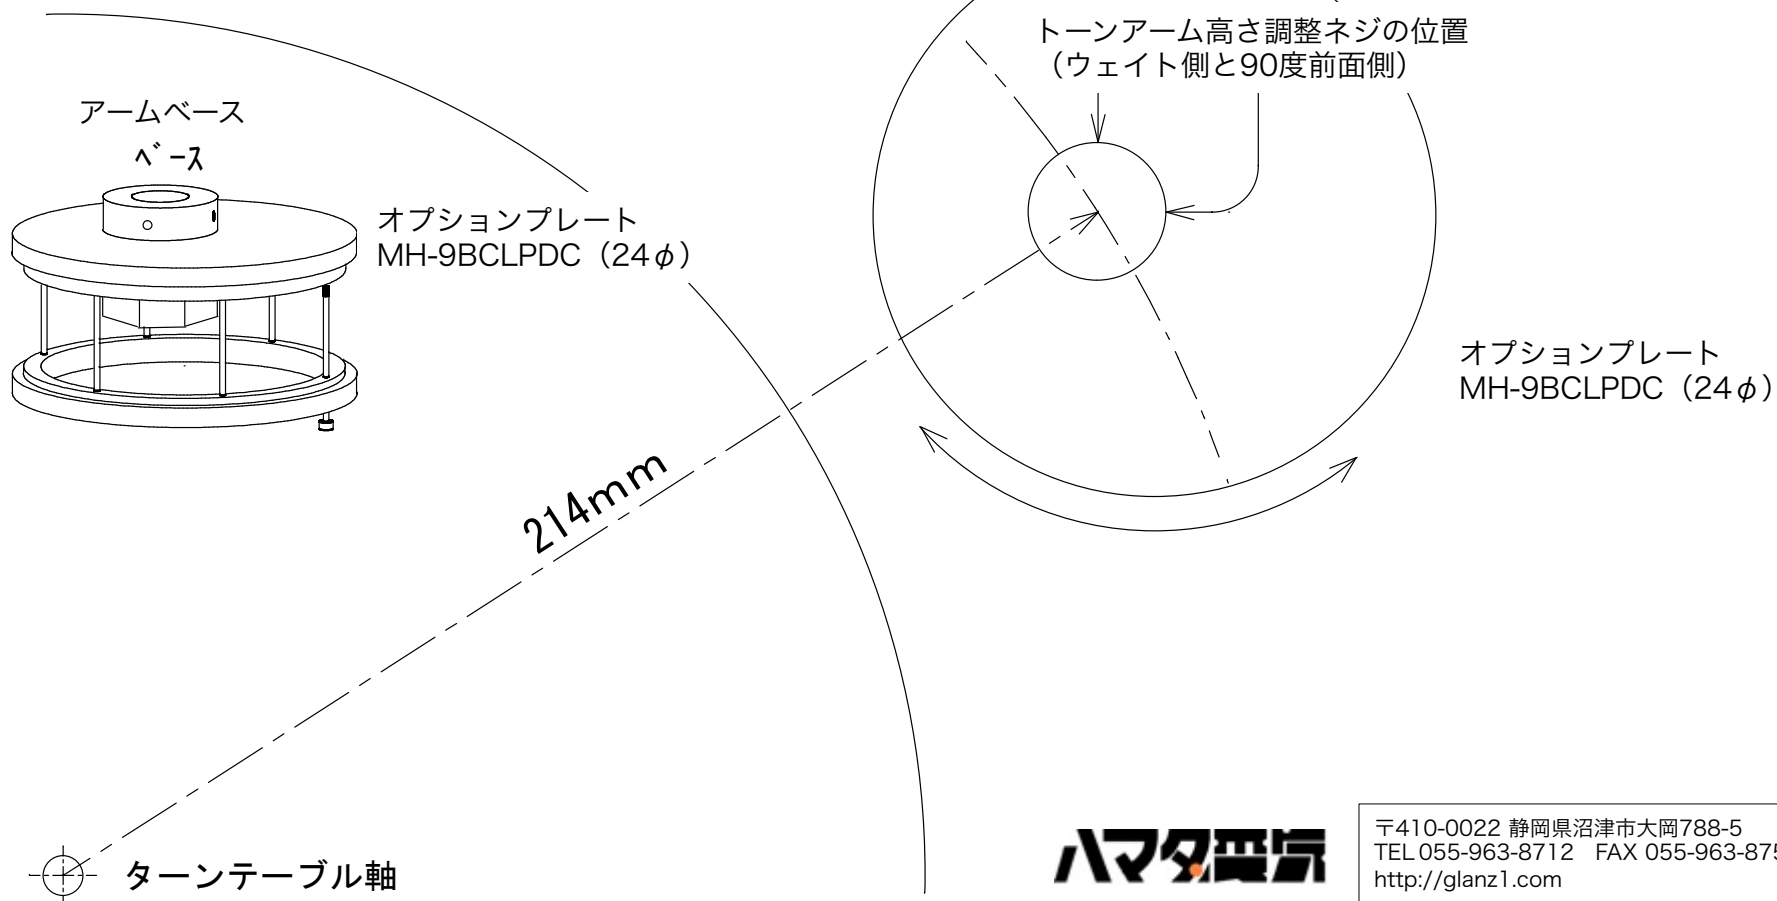 トーンアーム高さ調整ネジの位置
（ウェイト側と90度前面側）
アームベース
ベース
オプションプレート
MH-9BCLPDC（24φ）
オプションプレート
MH-9BCLPDC（24φ）
214mm
ターンテーブル軸
ハマタ電気
〒410-0022 静岡県沼津市大岡788-5
TEL 055-963-8712　FAX 055-963-875
http://glanz1.com